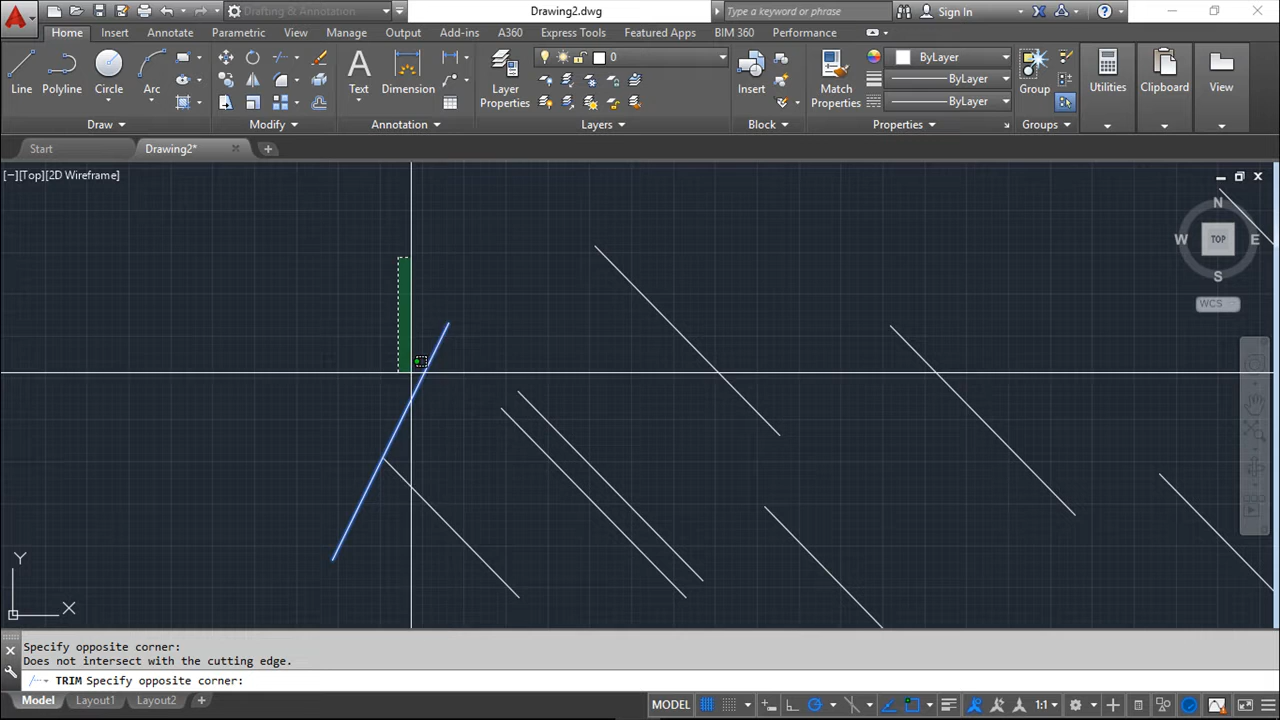 Drafting & Annotation
Drawing2.dwg
Type a keyword or phrase
Sign In
Home
Insert
Annotate
Parametric
View
Manage
Output
Add-ins
A360
Express Tools
Featured Apps
BIM 360
Performance
Line
Polyline
Circle
Arc
Text
Dimension
Layer
Properties
0
Insert
Match
Properties
ByLayer
ByLayer
ByLayer
Group
Utilities
Clipboard
View
Draw
Modify
Annotation
Layers
Block
Properties
Groups
Start
Drawing2*
[−][Top][2D Wireframe]
N
W
TOP
E
S
WCS
Y
X
Specify opposite corner:
Does not intersect with the cutting edge.
TRIM Specify opposite corner:
Model
Layout1
Layout2
MODEL
1:1